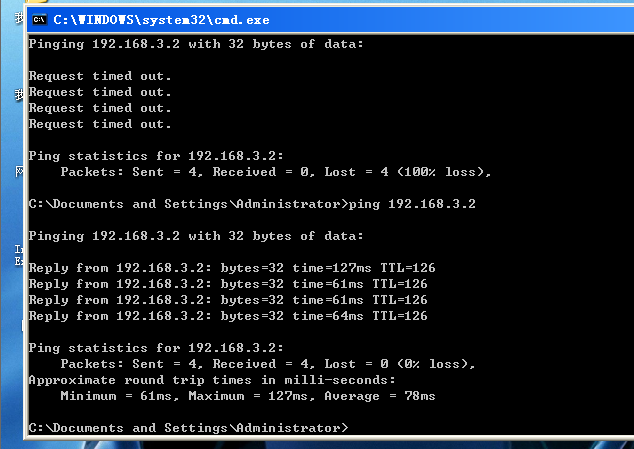 C:\WINDOWS\system32\cmd.exe
Pinging 192.168.3.2 with 32 bytes of data:
Request timed out.
Request timed out.
Request timed out.
Request timed out.
Ping statistics for 192.168.3.2:
Packets: Sent = 4, Received = 0, Lost = 4 (100% loss),
C:\Documents and Settings\Administrator>ping 192.168.3.2
Pinging 192.168.3.2 with 32 bytes of data:
Reply from 192.168.3.2: bytes=32 time=127ms TTL=126
Reply from 192.168.3.2: bytes=32 time=61ms TTL=126
Reply from 192.168.3.2: bytes=32 time=61ms TTL=126
Reply from 192.168.3.2: bytes=32 time=64ms TTL=126
Ping statistics for 192.168.3.2:
Packets: Sent = 4, Received = 4, Lost = 0 (0% loss),
Approximate round trip times in milli-seconds:
Minimum = 61ms, Maximum = 127ms, Average = 78ms
C:\Documents and Settings\Administrator>